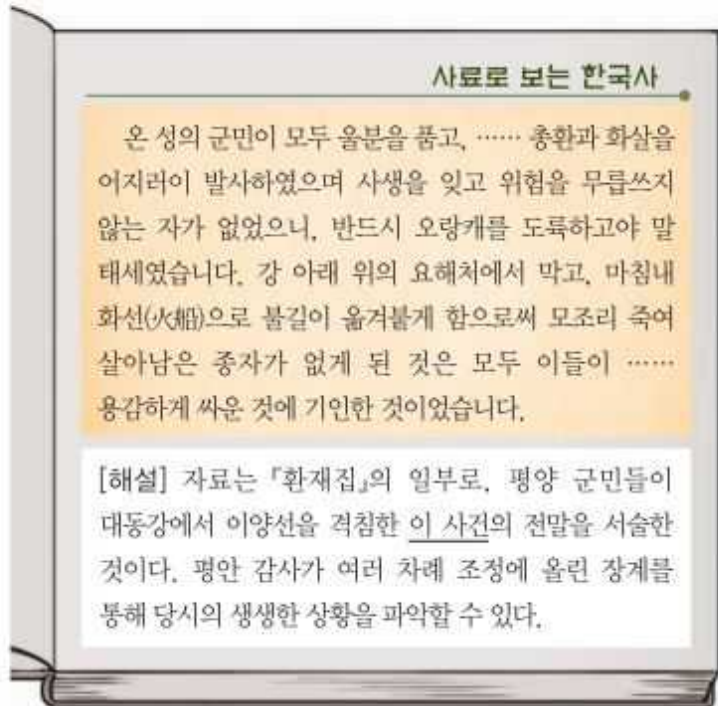 사료로 보는 한국사
온 성의 군민이 모두 울분을 품고, …… 총환과 화살을
어지러이 발사하였으며 사생을 잊고 위험을 무릅쓰지
않는 자가 없었으니, 반드시 오랑캐를 도륙하고야 말
태세였습니다. 강 아래 위의 요해처에서 막고, 마침내
화선(火船)으로 불길이 옮겨붙게 함으로써 모조리 죽여
살아남은 종자가 없게 된 것은 모두 이들이 ……
용감하게 싸운 것에 기인한 것이었습니다.
[해설] 자료는 『환재집』의 일부로, 평양 군민들이
대동강에서 이양선을 격침한 이 사건의 전말을 서술한
것이다. 평안 감사가 여러 차례 조정에 올린 장계를
통해 당시의 생생한 상황을 파악할 수 있다.